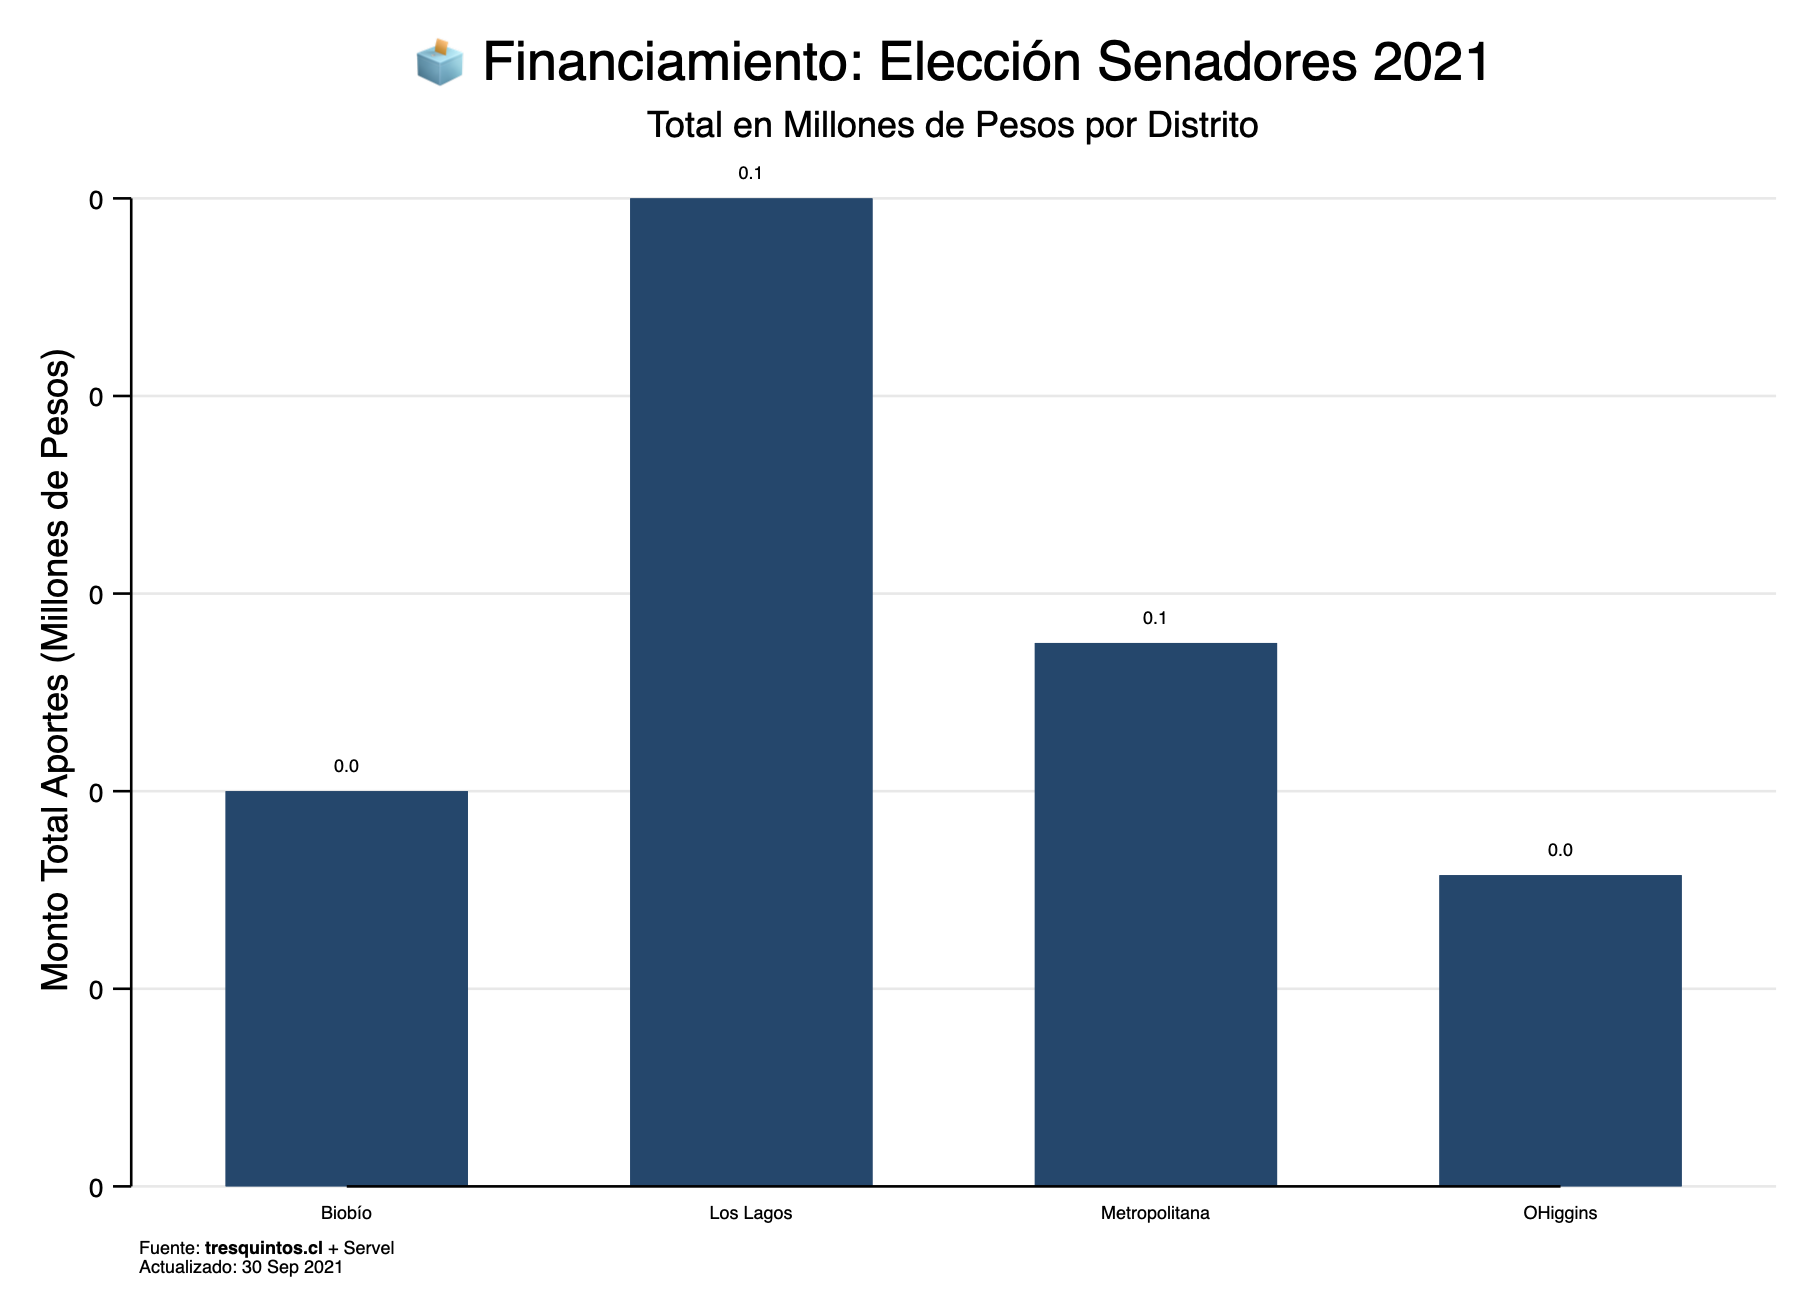 Financiamiento: Elección Senadores 2021
Total en Millones de Pesos por Distrito
Monto Total Aportes (Millones de Pesos)
0
0
0
0
0
0
0.0
0.1
0.1
0.0
Biobío
Los Lagos
Metropolitana
OHiggins
Fuente: tresquintos.cl + Servel
Actualizado: 30 Sep 2021